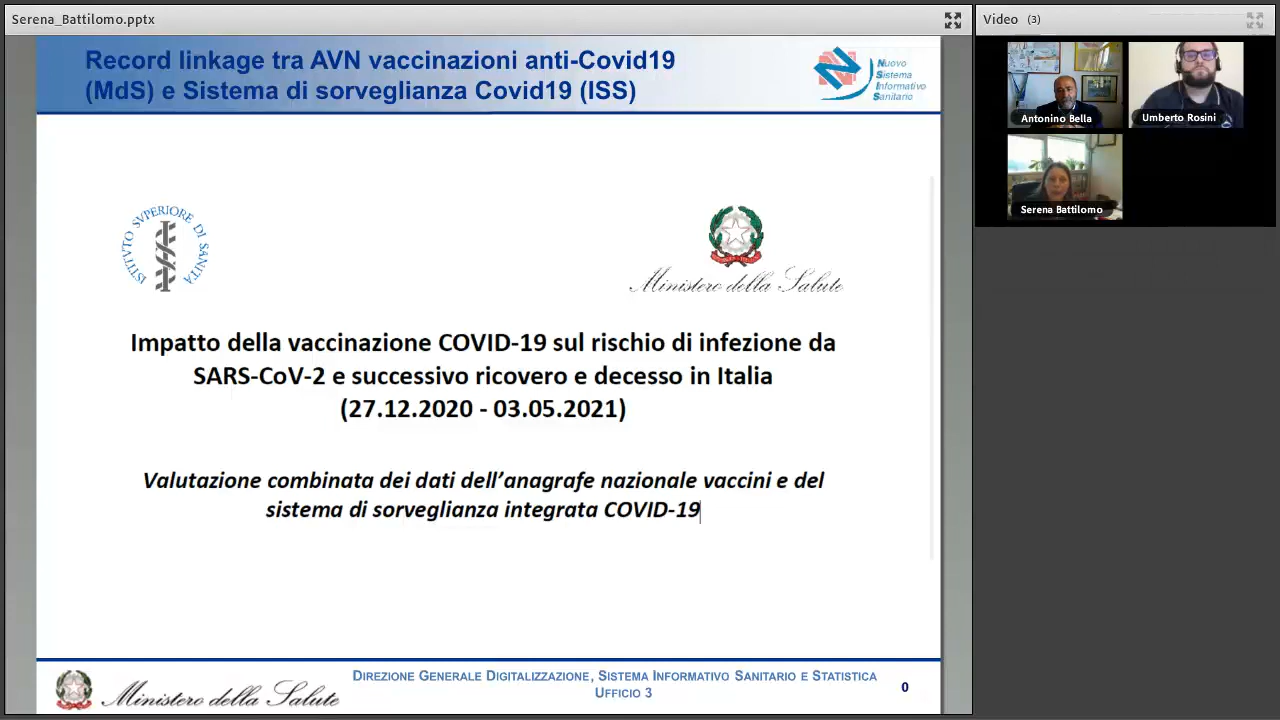 Serena_Battilomo.pptx
Video (3)
Record linkage tra AVN vaccinazioni anti-Covid19
(MdS) e Sistema di sorveglianza Covid19 (ISS)
Nuovo
Sistema
Informativo
Sanitario
Antonino Bella
Umberto Rosini
Serena Battilomo
ISTITUTO SVPERIORE DI SANITÀ
Ministero della Salute
Impatto della vaccinazione COVID-19 sul rischio di infezione da
SARS-CoV-2 e successivo ricovero e decesso in Italia
(27.12.2020 - 03.05.2021)
Valutazione combinata dei dati dell’anagrafe nazionale vaccini e del
sistema di sorveglianza integrata COVID-19
Ministero della Salute
DIREZIONE GENERALE DIGITALIZZAZIONE, SISTEMA INFORMATIVO SANITARIO E STATISTICA
UFFICIO 3
0